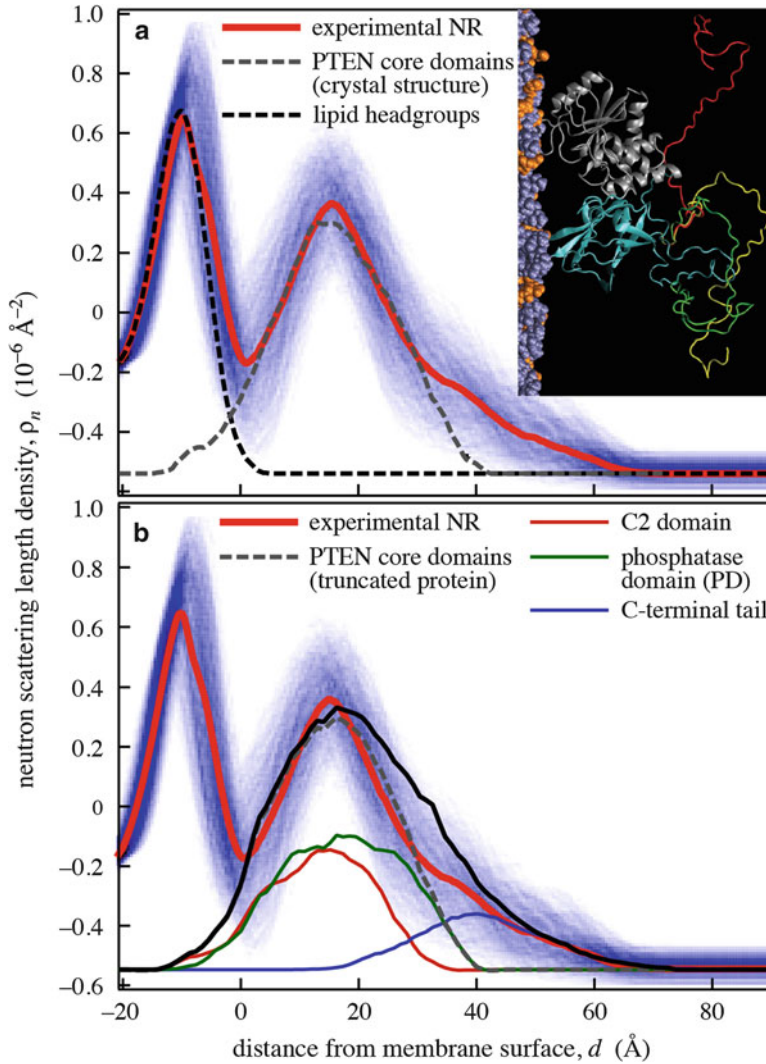 a
experimental NR
PTEN core domains
(crystal structure)
lipid headgroups
1.0
0.8
0.6
0.4
0.2
0
−0.2
−0.4
b
experimental NR
PTEN core domains
(truncated protein)
C2 domain
phosphatase
domain (PD)
C-terminal tail
1.0
0.8
0.6
0.4
0.2
0
−0.2
−0.4
−0.6
−20
0
20
40
60
80
neutron scattering length density, ρn (10−6 Å−2)
distance from membrane surface, d (Å)